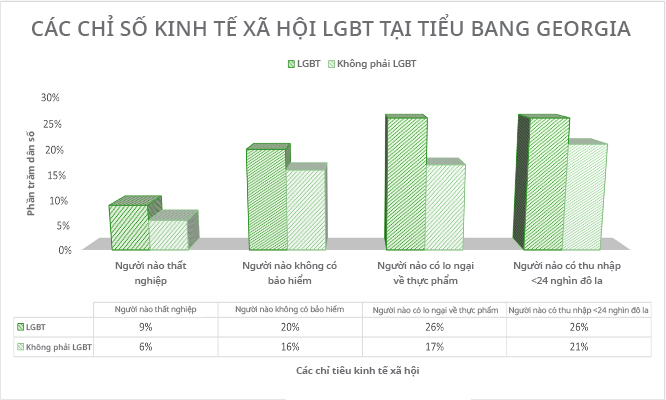 CÁC CHỈ SỐ KINH TẾ XÃ HỘI LGBT TẠI TIỂU BANG GEORGIA
LGBT Không phải LGBT
Phần trăm dân số
30%
25%
20%
15%
10%
5%
0%
Người nào thất
nghiệp
Người nào không có
bảo hiểm
Người nào có lo ngại
về thực phẩm
Người nào có thu nhập
<24 nghìn đô la
Người nào thất nghiệp Người nào không có bảo hiểm Người nào có lo ngại về thực phẩm Người nào có thu nhập <24 nghìn đô la
LGBT 9% 20% 26% 26%
Không phải LGBT 6% 16% 17% 21%
Các chỉ tiêu kinh tế xã hội